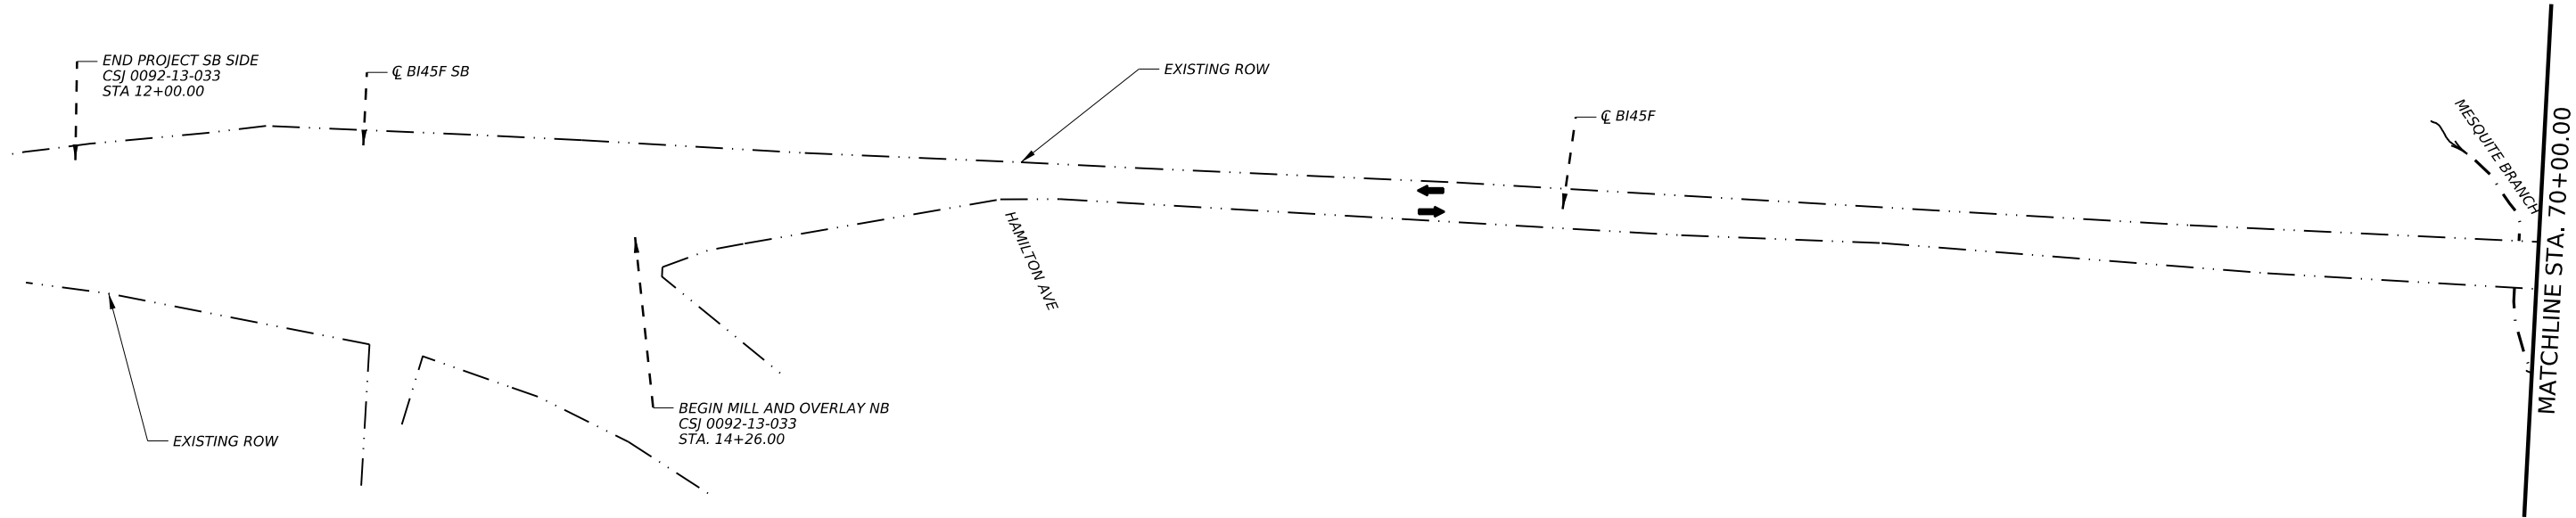 END PROJECT SB SIDE
CSJ 0092-13-033
STA 12+00.00
℄ BI45F SB
EXISTING ROW
℄ BI45F
MESQUITE BRANCH
MATCHLINE STA. 70+00.00
HAMILTON AVE
BEGIN MILL AND OVERLAY NB
CSJ 0092-13-033
STA. 14+26.00
EXISTING ROW